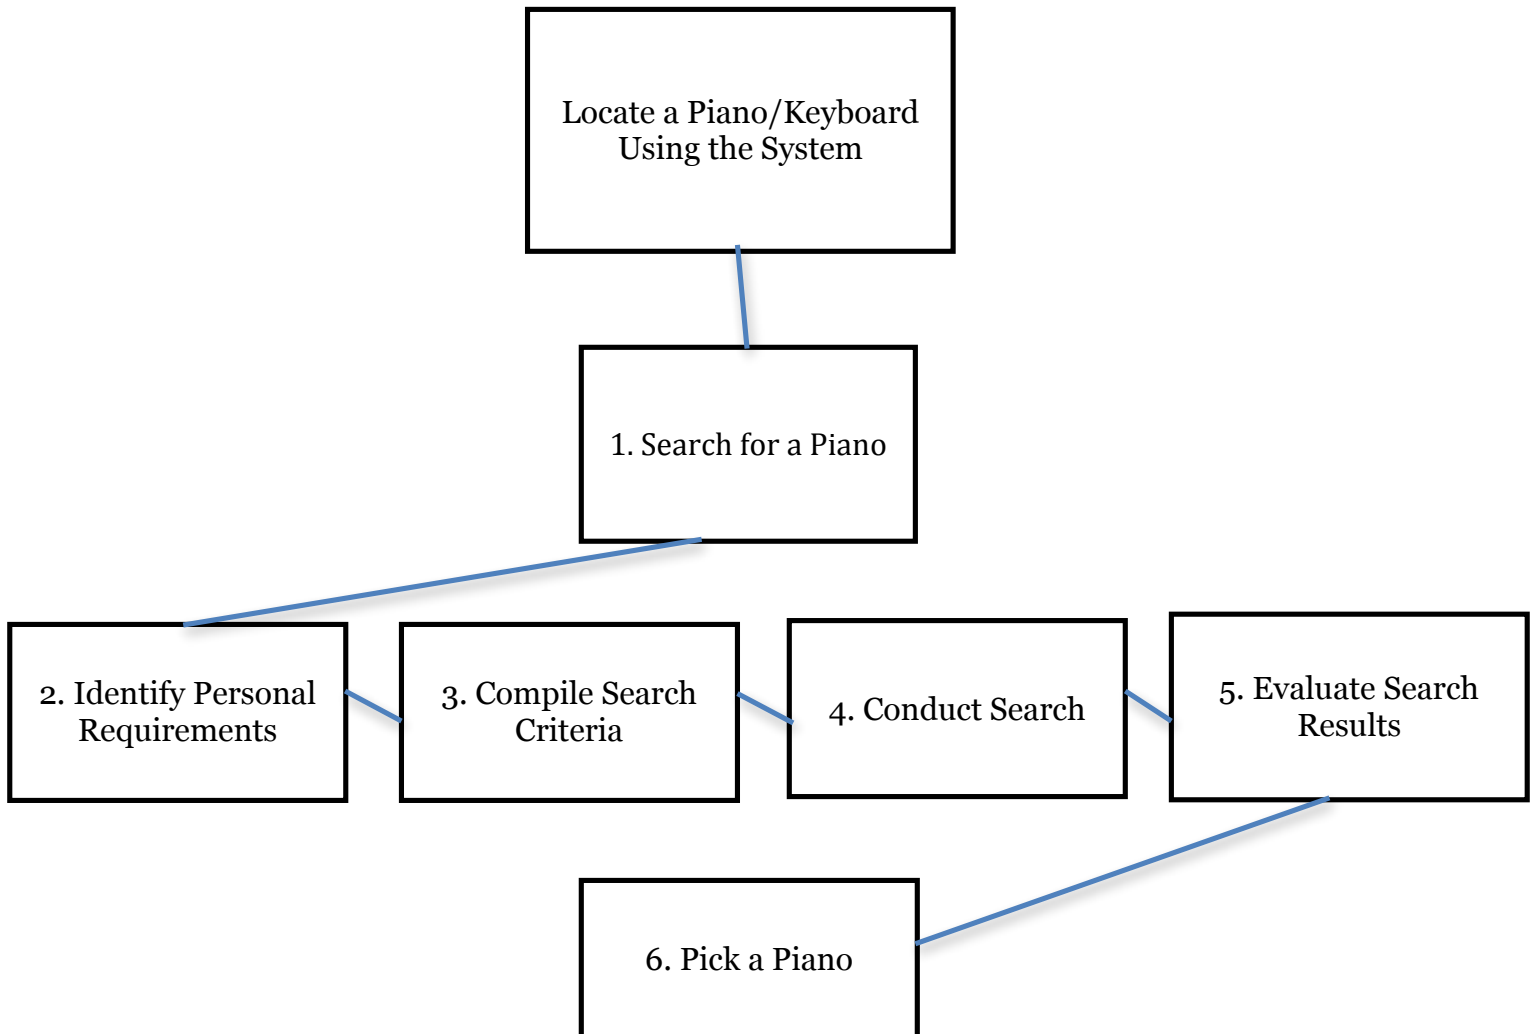 Locate a Piano/Keyboard
Using the System
1. Search for a Piano
2. Identify Personal
Requirements
3. Compile Search
Criteria
4. Conduct Search
5. Evaluate Search
Results
6. Pick a Piano